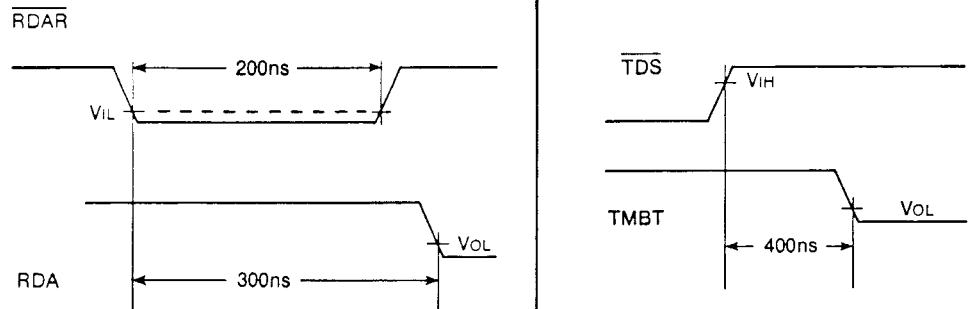 RDAR
200ns
VIL
VOL
RDA
300ns
TDS
VIH
VOL
TMBT
400ns